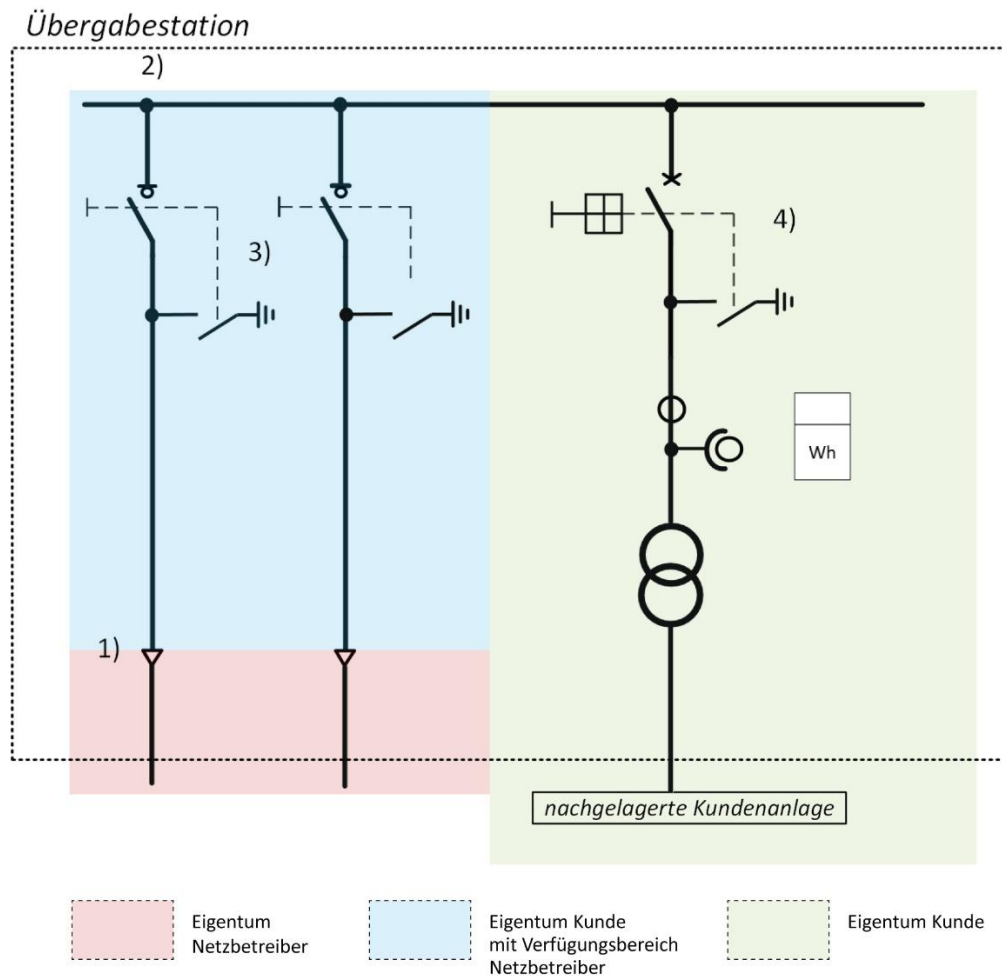 Übergabestation
2)
3)
4)
Wh
1)
nachgelagerte Kundenanlage
Eigentum
Netzbetreiber
Eigentum Kunde
mit Verfügungsbereich
Netzbetreiber
Eigentum Kunde